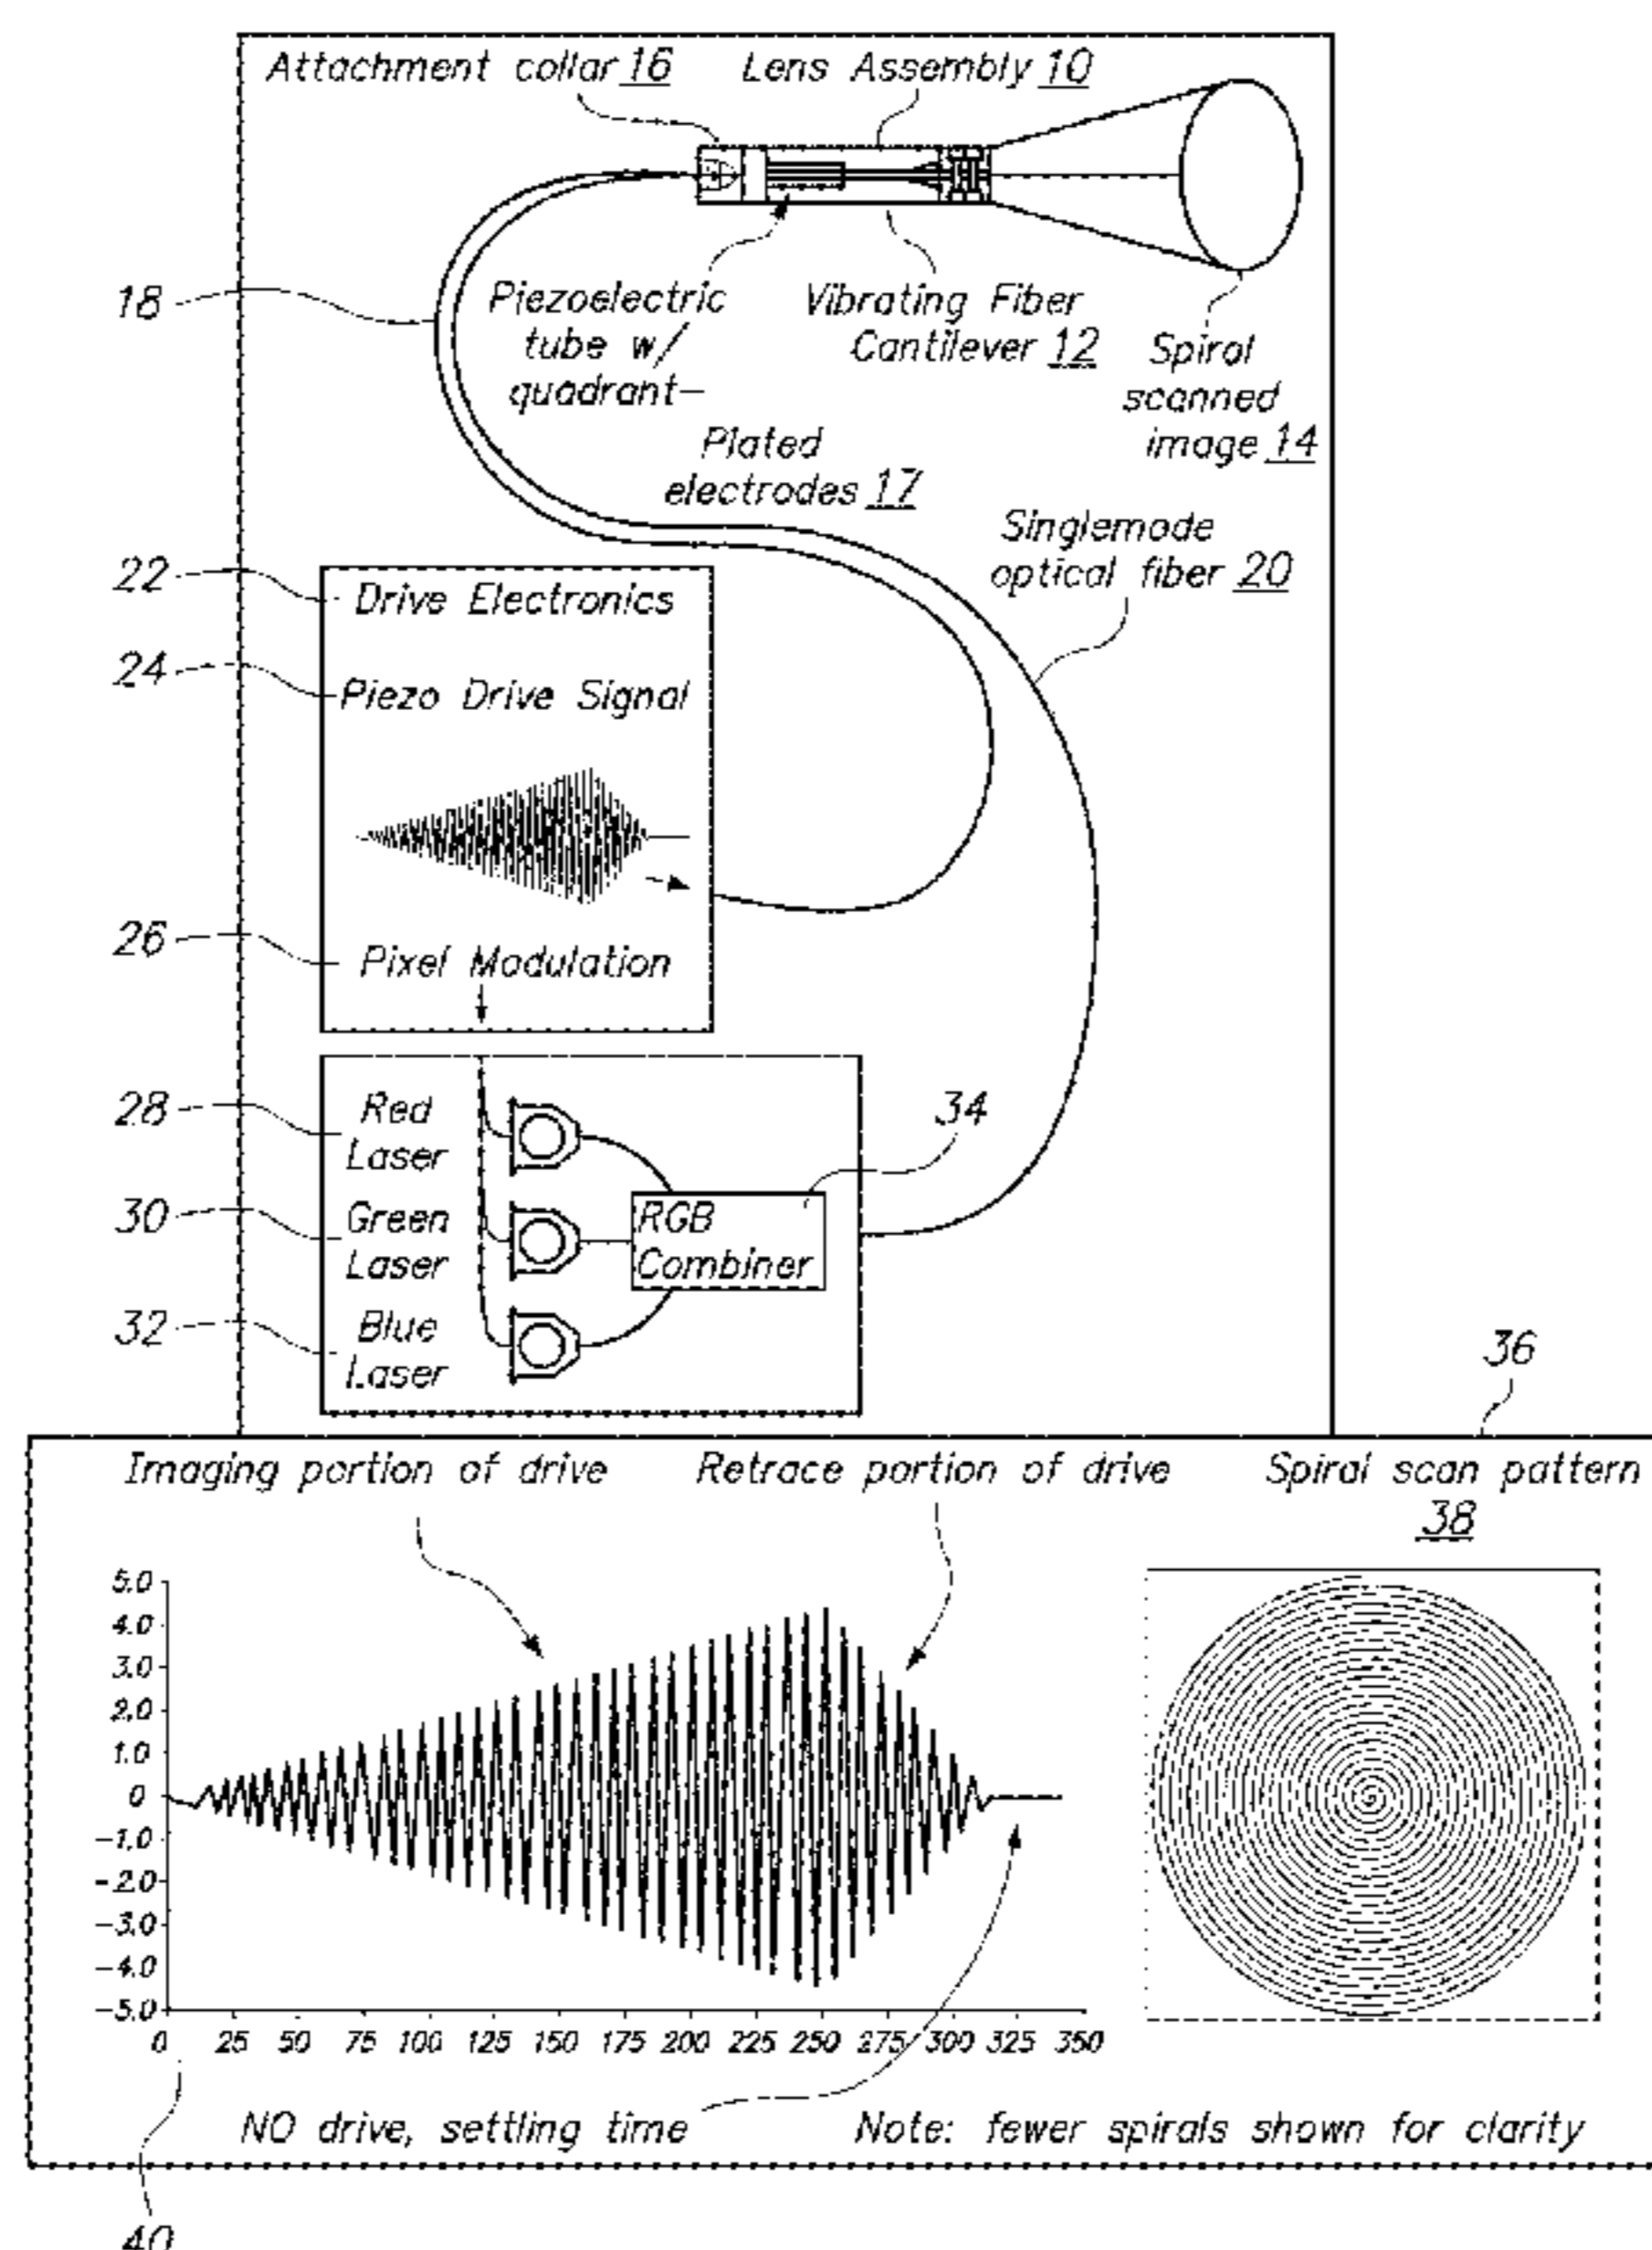 Attachment collar 16
Lens Assembly 10
18
Piezoelectric
tube w/
quadrant-
Plated
electrodes 17
Vibrating Fiber
Cantilever 12
Spiral
scanned
image 14
Singlemode
optical fiber 20
22
Drive Electronics
24
Piezo Drive Signal
26
Pixel Modulation
28
Red
Laser
30
Green
Laser
32
Blue
Laser
34
RGB
Combiner
36
Imaging portion of drive
Retrace portion of drive
Spiral scan pattern
38
5.0
4.0
3.0
2.0
1.0
0
-1.0
-2.0
-3.0
-4.0
-5.0
0 25 50 75 100 125 150 175 200 225 250 275 300 325 350
NO drive, settling time
Note: fewer spirals shown for clarity
40